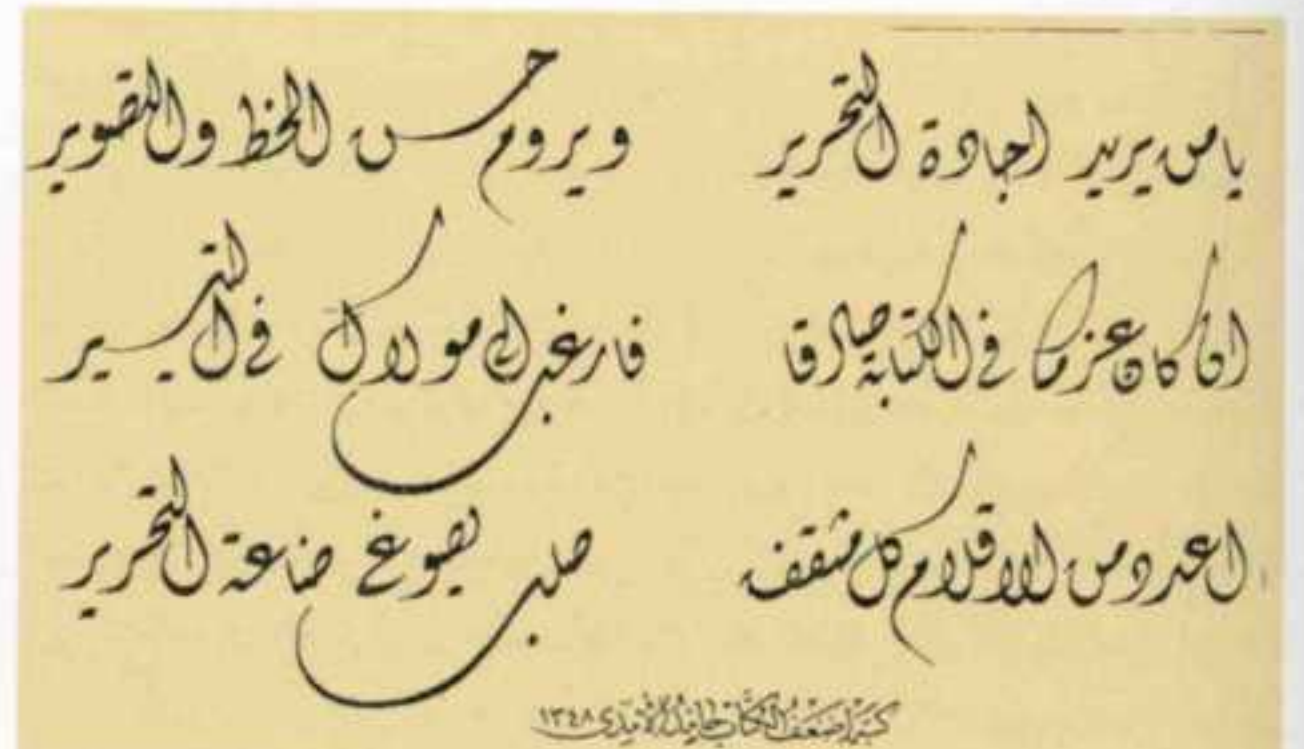 يا من يريد اجادة التحرير ويروم حسن الخط والتصوير
ان كان عزمك في الكتابة صادقا فارغب الى مولاك في التيسير
اعدد من الاقلام كل مثقف صلب يصوغ صناعة التحرير
كتبه اضعف الكتاب حامد الآمدي ١٣٤٨